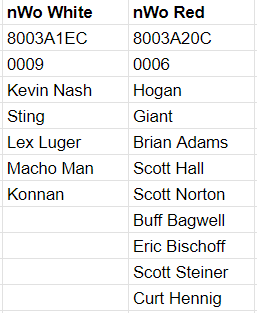 nWo White nWo Red
8003A1EC 8003A20C
0009 0006
Kevin Nash Hogan
Sting Giant
Lex Luger Brian Adams
Macho Man Scott Hall
Konnan Scott Norton
Buff Bagwell
Eric Bischoff
Scott Steiner
Curt Hennig